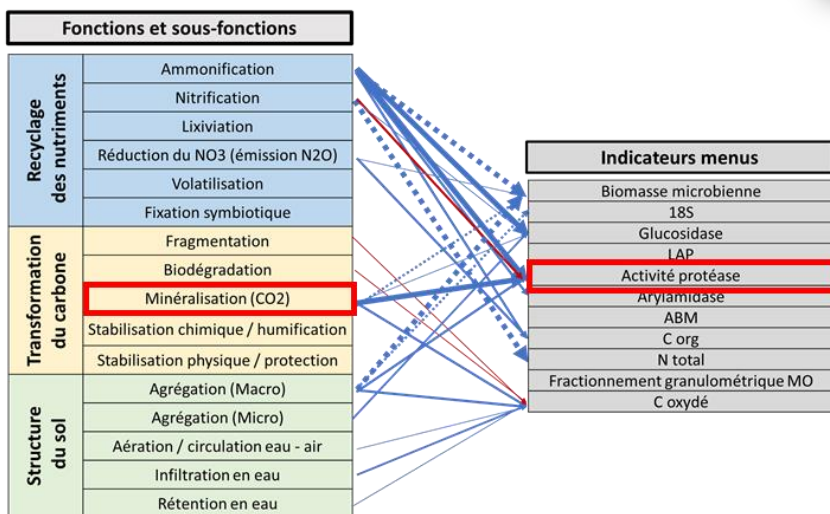 Fonctions et sous-fonctions
Recyclage
des nutriments
Ammonification
Nitrification
Lixiviation
Réduction du NO3 (émission N2O)
Volatilisation
Fixation symbiotique
Transformation
du carbone
Fragmentation
Biodégradation
Minéralisation (CO2)
Stabilisation chimique / humification
Stabilisation physique / protection
Structure
du sol
Agrégation (Macro)
Agrégation (Micro)
Aération / circulation eau - air
Infiltration en eau
Rétention en eau
Indicateurs menus
Biomasse microbienne
18S
Glucosidase
LAP
Activité protéase
Arylamidase
ABM
C org
N total
Fractionnement granulométrique MO
C oxydé